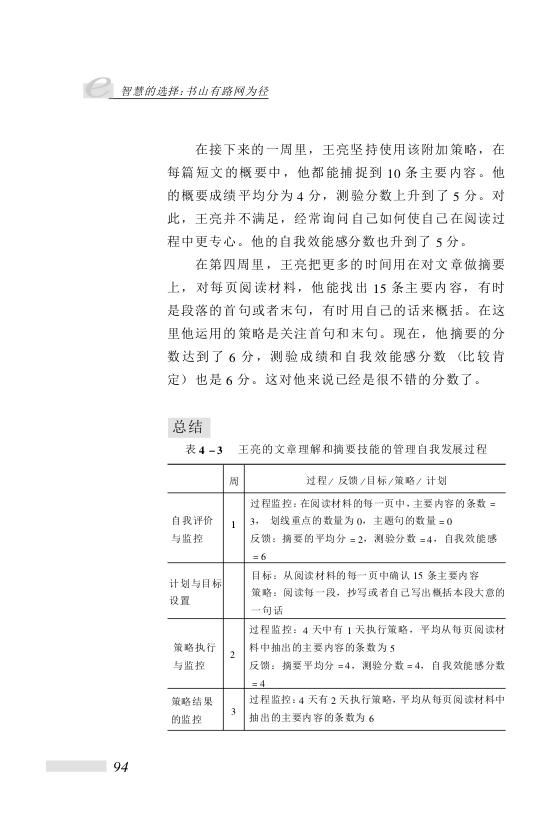 e
智慧的选择:书山有路网为径
在接下来的一周里，王亮坚持使用该附加策略，在
每篇短文的概要中，他都能捕捉到 10 条主要内容。他
的概要成绩平均分为 4 分，测验分数上升到了 5 分。对
此，王亮并不满足，经常询问自己如何使自己在阅读过
程中更专心。他的自我效能感分数也升到了 5 分。
在第四周里，王亮把更多的时间用在对文章做摘要
上，对每页阅读材料，他能找出 15 条主要内容，有时
是段落的首句或者末句，有时用自己的话来概括。在这
里他运用的策略是关注首句和末句。现在，他摘要的分
数达到了 6 分，测验成绩和自我效能感分数（比较肯
定）也是 6 分。这对他来说已经是很不错的分数了。
总结
表 4-3 王亮的文章理解和摘要技能的管理自我发展过程
周 过程/ 反馈 /目标/策略/ 计划
自我评价
与监控
1
过程监控：在阅读材料的每一页中，主要内容的条数 =
3， 划线重点的数量为 0，主题句的数量 = 0
反馈：摘要的平均分 = 2，测验分数 = 4，自我效能感
= 6
计划与目标
设置
目标：从阅读材料的每一页中确认 15 条主要内容
策略：阅读每一段，抄写或者自己写出概括本段大意的
一句话
策略执行
与监控
2
过程监控：4 天中有 1 天执行策略，平均从每页阅读材
料中抽出的主要内容的条数为 5
反馈：摘要平均分 = 4，测验分数 = 4，自我效能感分数
= 4
策略结果
的监控
3
过程监控：4 天有 2 天执行策略，平均从每页阅读材料中
抽出的主要内容的条数为 6
94